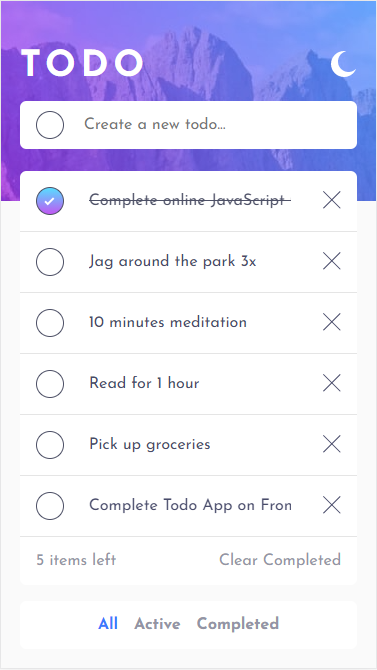 TODO
Create a new todo...
Complete online JavaScript
Jag around the park 3x
10 minutes meditation
Read for 1 hour
Pick up groceries
Complete Todo App on Fron
5 items left
Clear Completed
All Active Completed